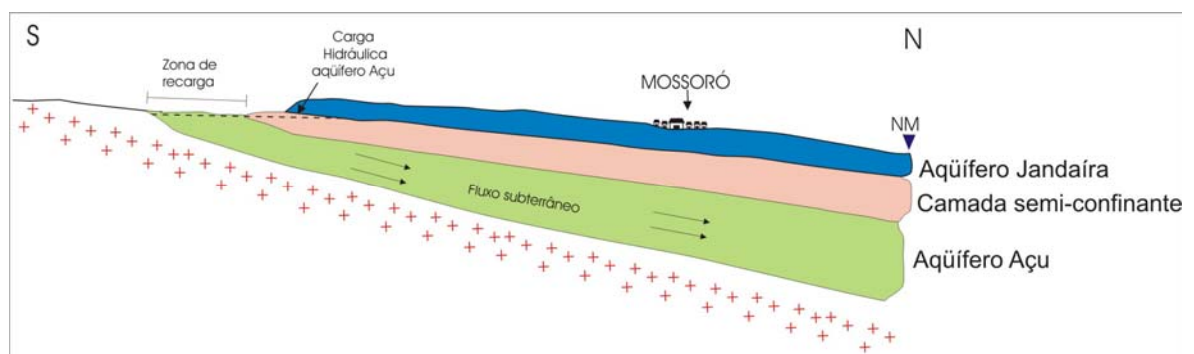 S
N
Carga
Hidráulica
aqüífero Açu
Zona de
recarga
MOSSORÓ
NM
Aqüífero Jandaíra
Camada semi-confinante
Fluxo subterrâneo
Aqüífero Açu